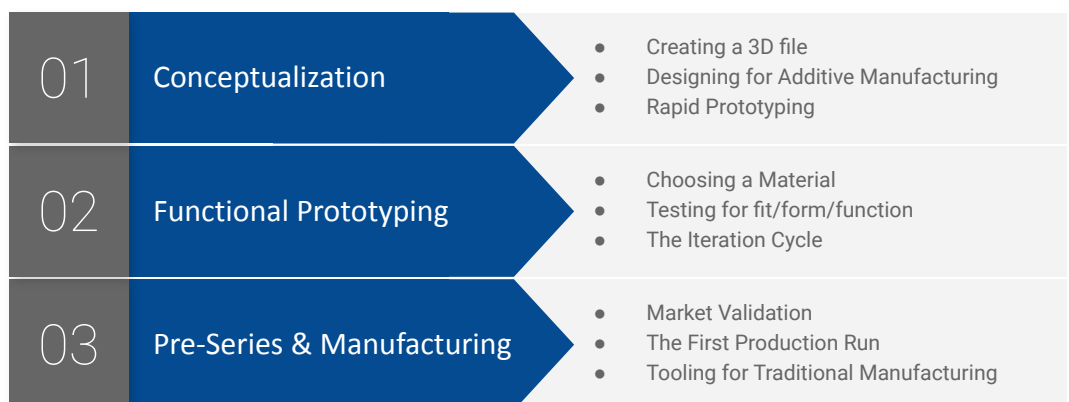 01
Conceptualization
● Creating a 3D file
● Designing for Additive Manufacturing
● Rapid Prototyping
02
Functional Prototyping
● Choosing a Material
● Testing for fit/form/function
● The Iteration Cycle
03
Pre-Series & Manufacturing
● Market Validation
● The First Production Run
● Tooling for Traditional Manufacturing